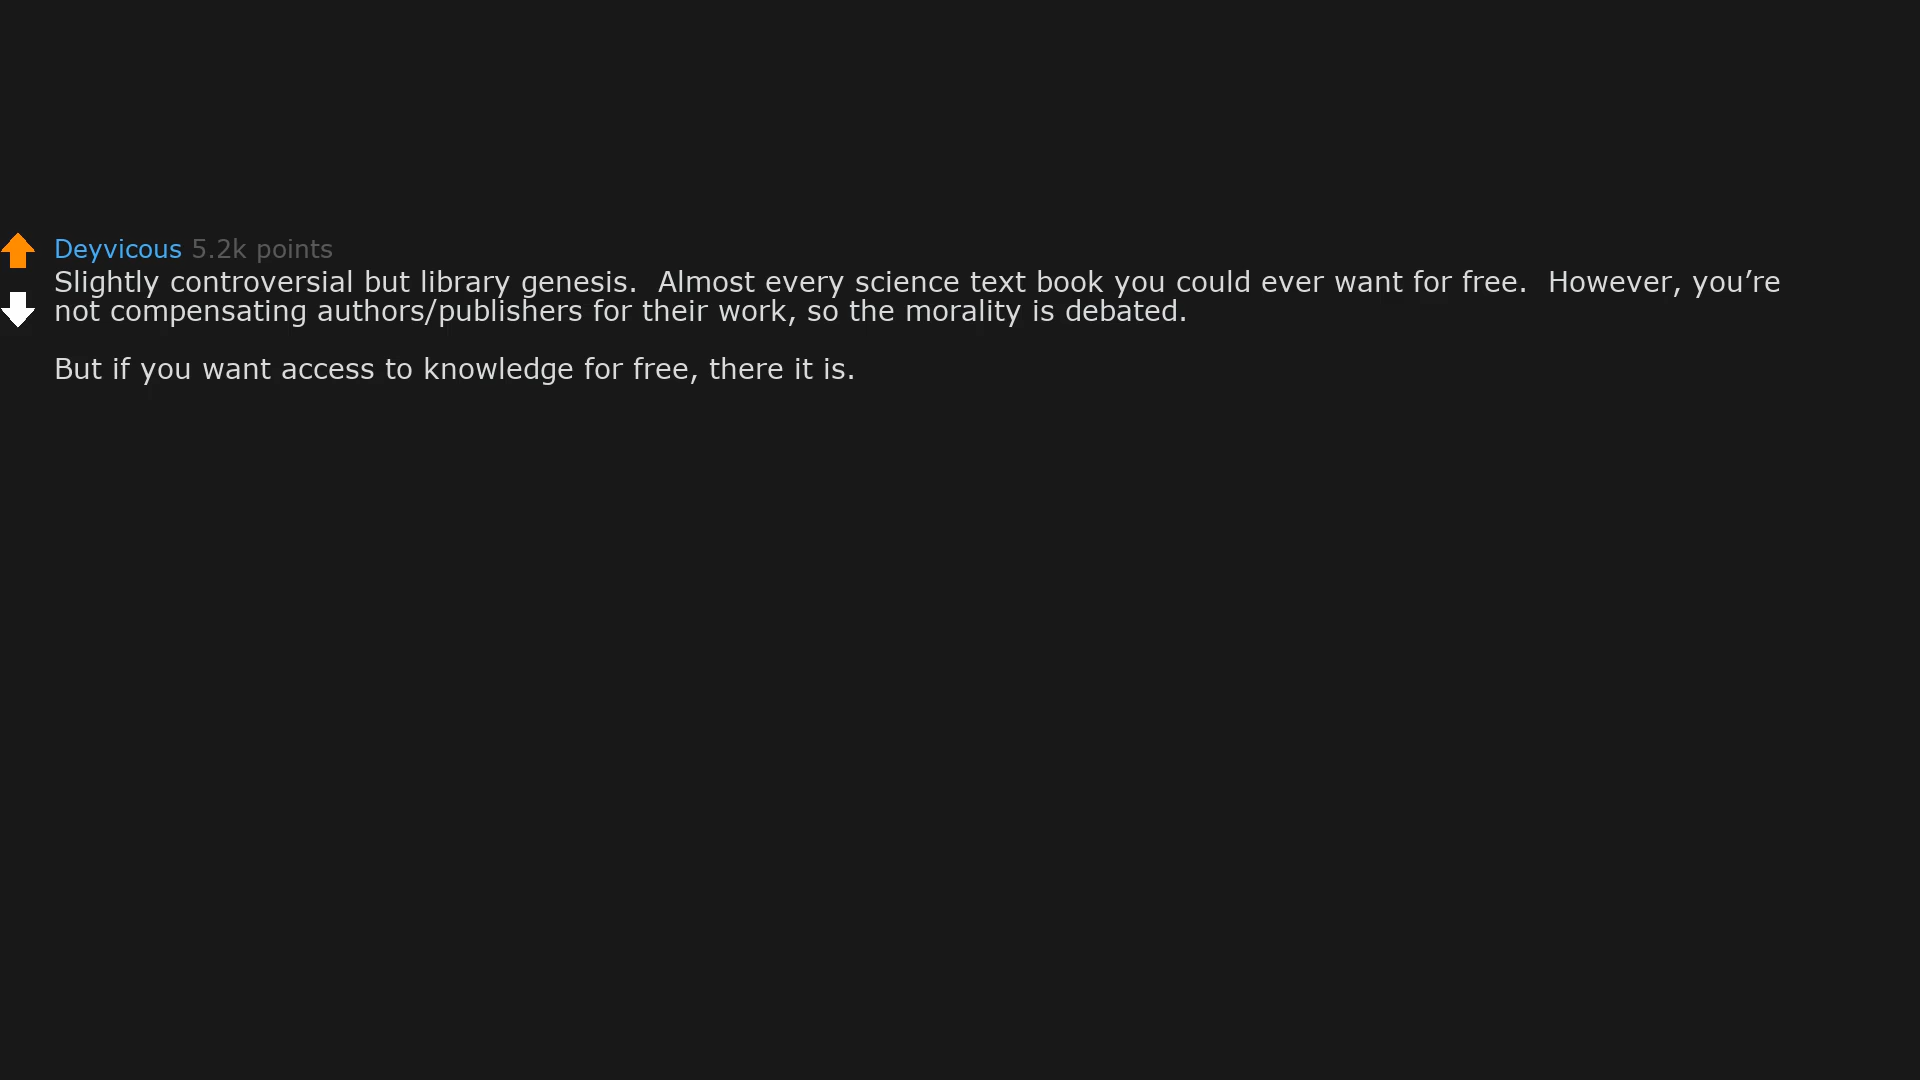 Deyvicous 5.2k points
Slightly controversial but library genesis.  Almost every science text book you could ever want for free.  However, you’re
not compensating authors/publishers for their work, so the morality is debated.
But if you want access to knowledge for free, there it is.